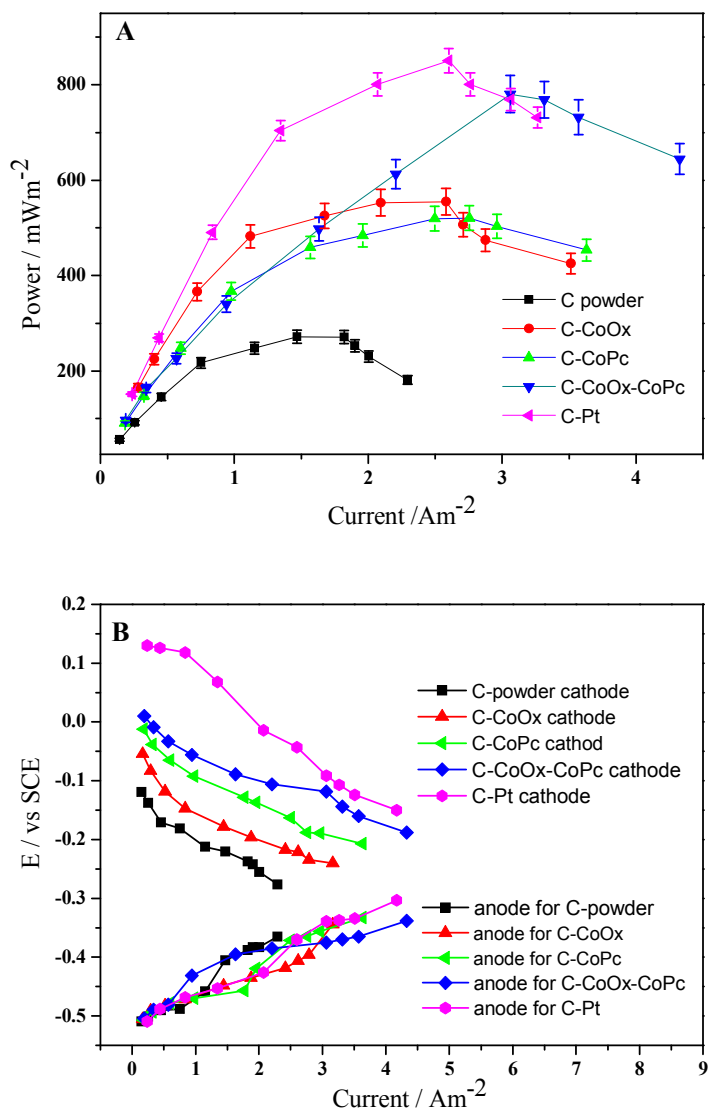 A
Power / mWm-2
800
600
400
200
0
1
2
3
4
Current /Am-2
C powder
C-CoOx
C-CoPc
C-CoOx-CoPc
C-Pt
B
E / vs SCE
0.2
0.1
0.0
-0.1
-0.2
-0.3
-0.4
-0.5
0
1
2
3
4
5
6
7
8
9
Current / Am-2
C-powder cathode
C-CoOx cathode
C-CoPc cathod
C-CoOx-CoPc cathode
C-Pt cathode
anode for C-powder
anode for C-CoOx
anode for C-CoPc
anode for C-CoOx-CoPc
anode for C-Pt